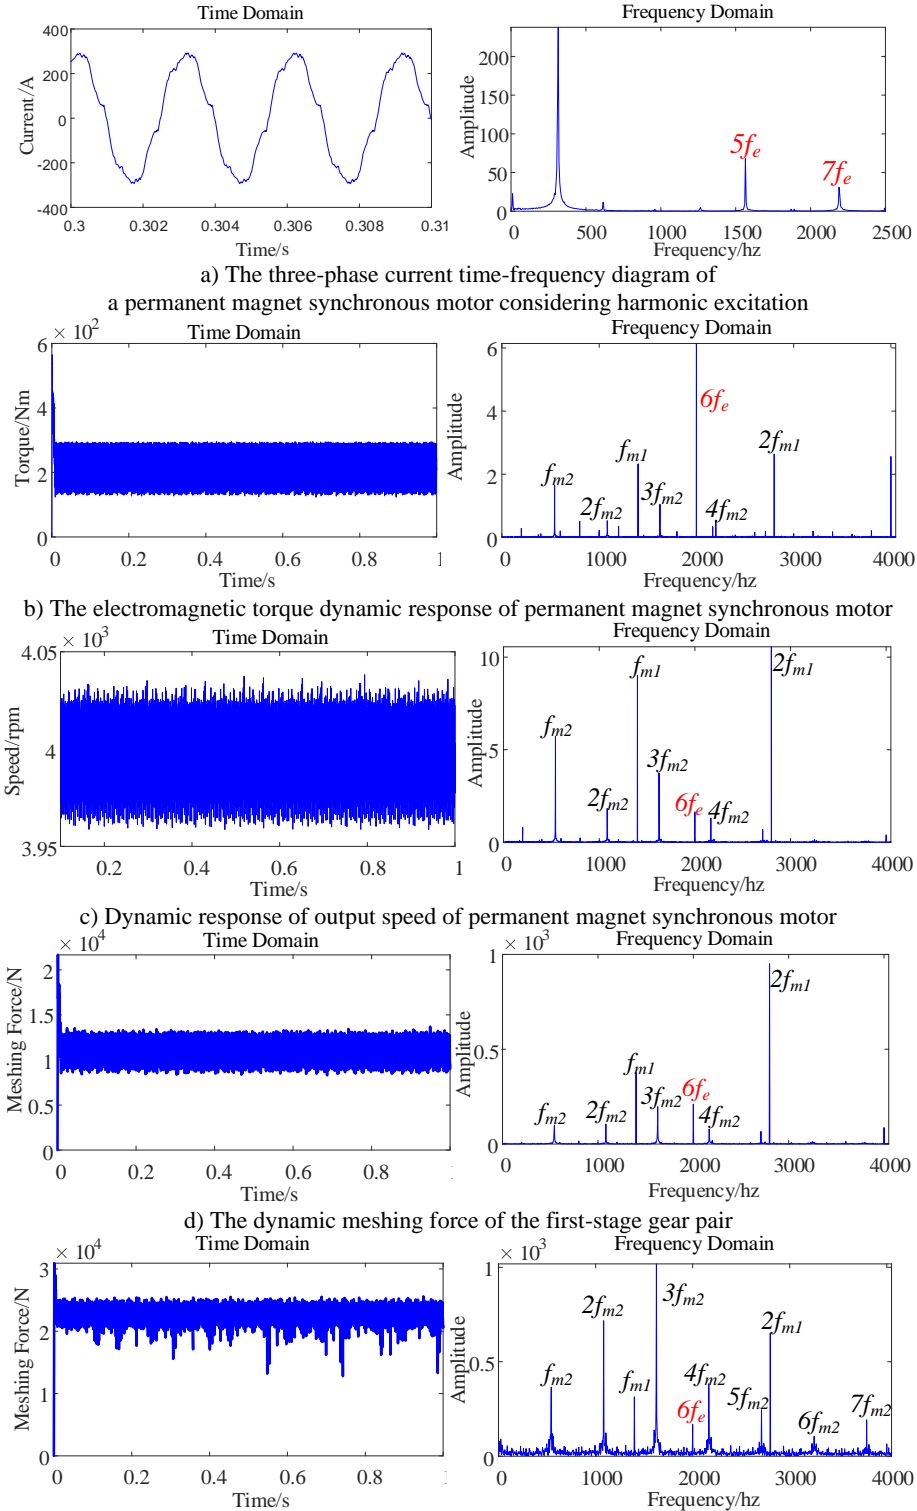 Time Domain
Frequency Domain
400
200
0
-200
-400
Current/A
0.3
0.302
0.304
0.306
0.308
0.31
Time/s
200
150
100
50
0
Amplitude
5fe
7fe
0
500
1000
1500
2000
2500
Frequency/hz
a) The three-phase current time-frequency diagram of
a permanent magnet synchronous motor considering harmonic excitation
× 10^2
Time Domain
Frequency Domain
6
4
2
0
Torque/Nm
0
0.2
0.4
0.6
0.8
1
Time/s
6
4
2
0
Amplitude
fm2
2fm2
fm1
3fm2
6fe
4fm2
2fm1
0
1000
2000
3000
4000
Frequency/hz
b) The electromagnetic torque dynamic response of permanent magnet synchronous motor
× 10^3
Time Domain
Frequency Domain
4.05
4
3.95
Speed/rpm
0.2
0.4
0.6
0.8
1
Time/s
10
5
0
Amplitude
fm2
2fm2
fm1
3fm2
6fe
4fm2
2fm1
0
1000
2000
3000
4000
Frequency/hz
c) Dynamic response of output speed of permanent magnet synchronous motor
× 10^4
Time Domain
Frequency Domain
2
1.5
1
0.5
0
Meshing Force/N
0
0.2
0.4
0.6
0.8
Time/s
× 10^3
1
0.5
0
Amplitude
fm2
2fm2
fm1
3fm2
6fe
4fm2
2fm1
0
1000
2000
3000
4000
Frequency/hz
d) The dynamic meshing force of the first-stage gear pair
× 10^4
Time Domain
Frequency Domain
3
2
1
0
Meshing Force/N
0
0.2
0.4
0.6
0.8
1
Time/s
× 10^3
1
0.5
0
Amplitude
fm2
2fm2
fm1
3fm2
6fe
4fm2
5fm2
2fm1
6fm2
7fm2
0
1000
2000
3000
4000
Frequency/hz